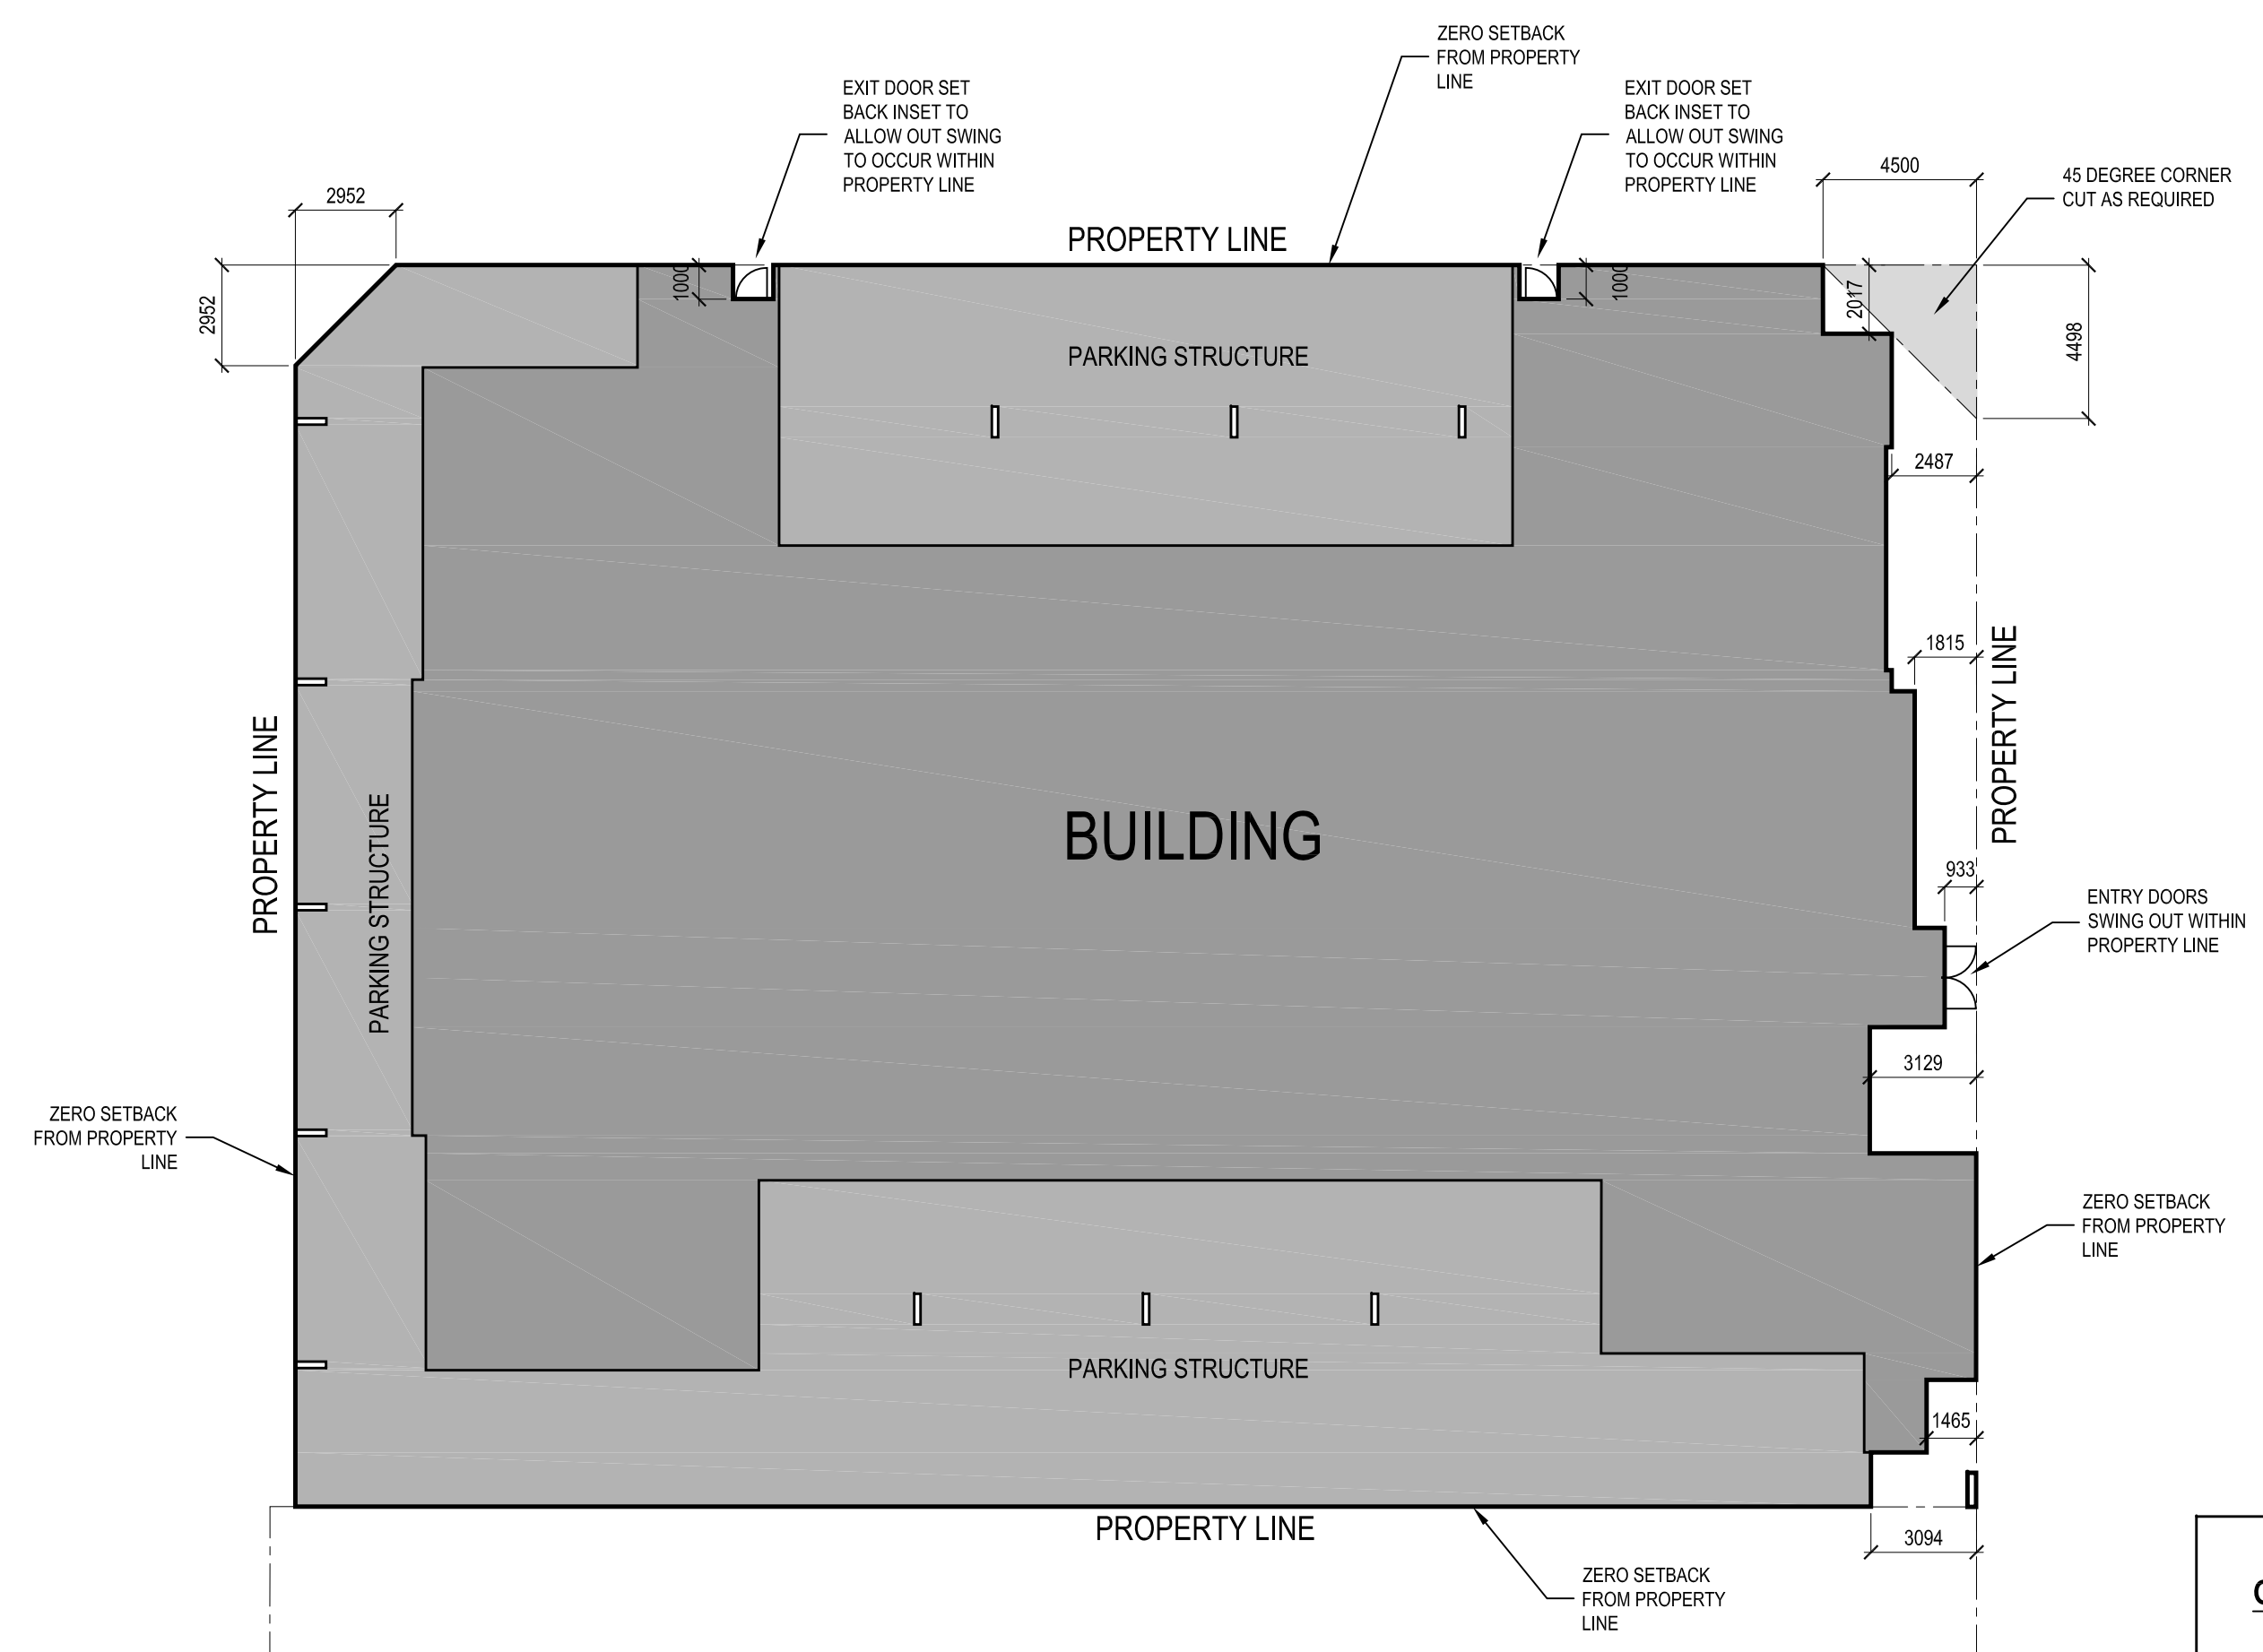 ZERO SETBACK
FROM PROPERTY
LINE
EXIT DOOR SET
BACK INSET TO
ALLOW OUT SWING
TO OCCUR WITHIN
PROPERTY LINE
EXIT DOOR SET
BACK INSET TO
ALLOW OUT SWING
TO OCCUR WITHIN
PROPERTY LINE
4500
45 DEGREE CORNER
CUT AS REQUIRED
2952
PROPERTY LINE
2952
1000
1000
2017
4498
PARKING STRUCTURE
2487
1815
PROPERTY LINE
PROPERTY LINE
PARKING STRUCTURE
BUILDING
933
ENTRY DOORS
SWING OUT WITHIN
PROPERTY LINE
3129
ZERO SETBACK
FROM PROPERTY
LINE
ZERO SETBACK
FROM PROPERTY
LINE
PARKING STRUCTURE
1465
PROPERTY LINE
3094
ZERO SETBACK
FROM PROPERTY
LINE